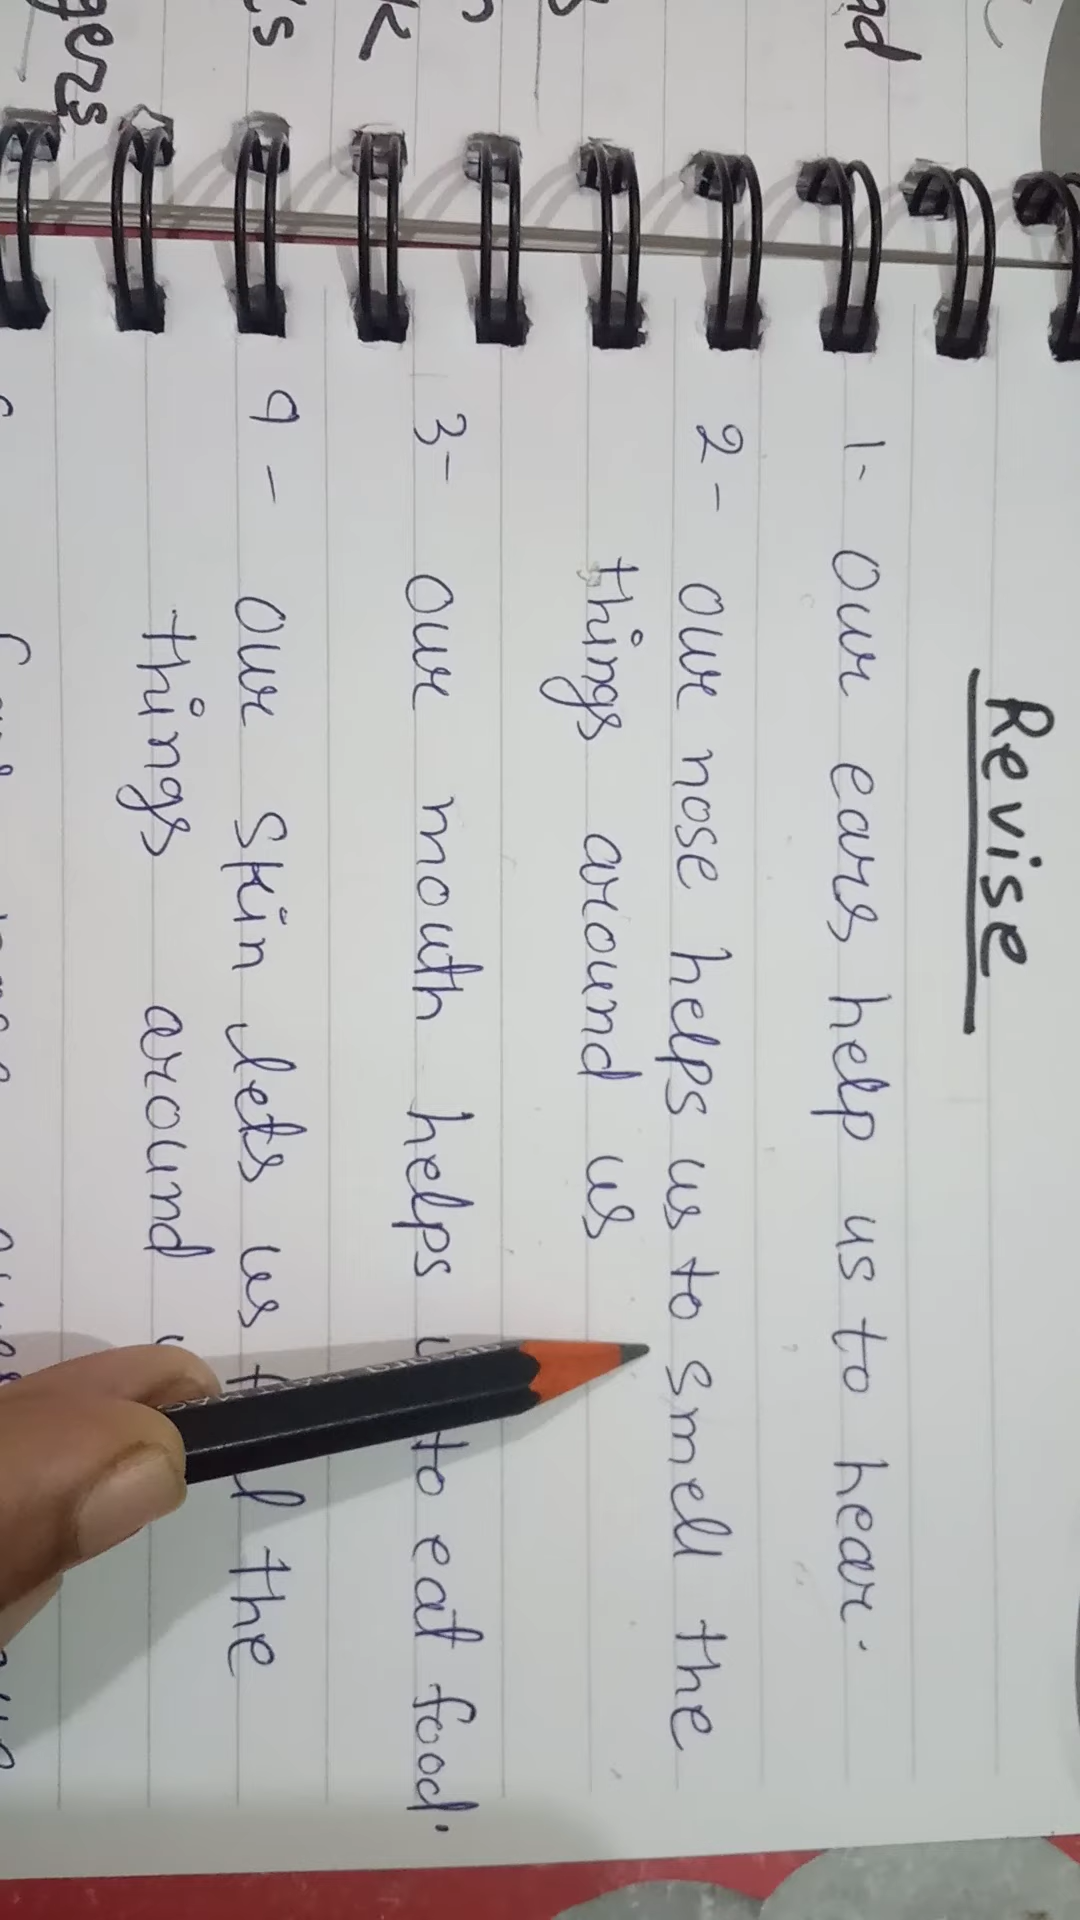 Revise
1- Our ears help us to hear.
2- Our nose helps us to smell the
things around us
3- Our mouth helps to eat food.
4- Our skin lets us the
things around